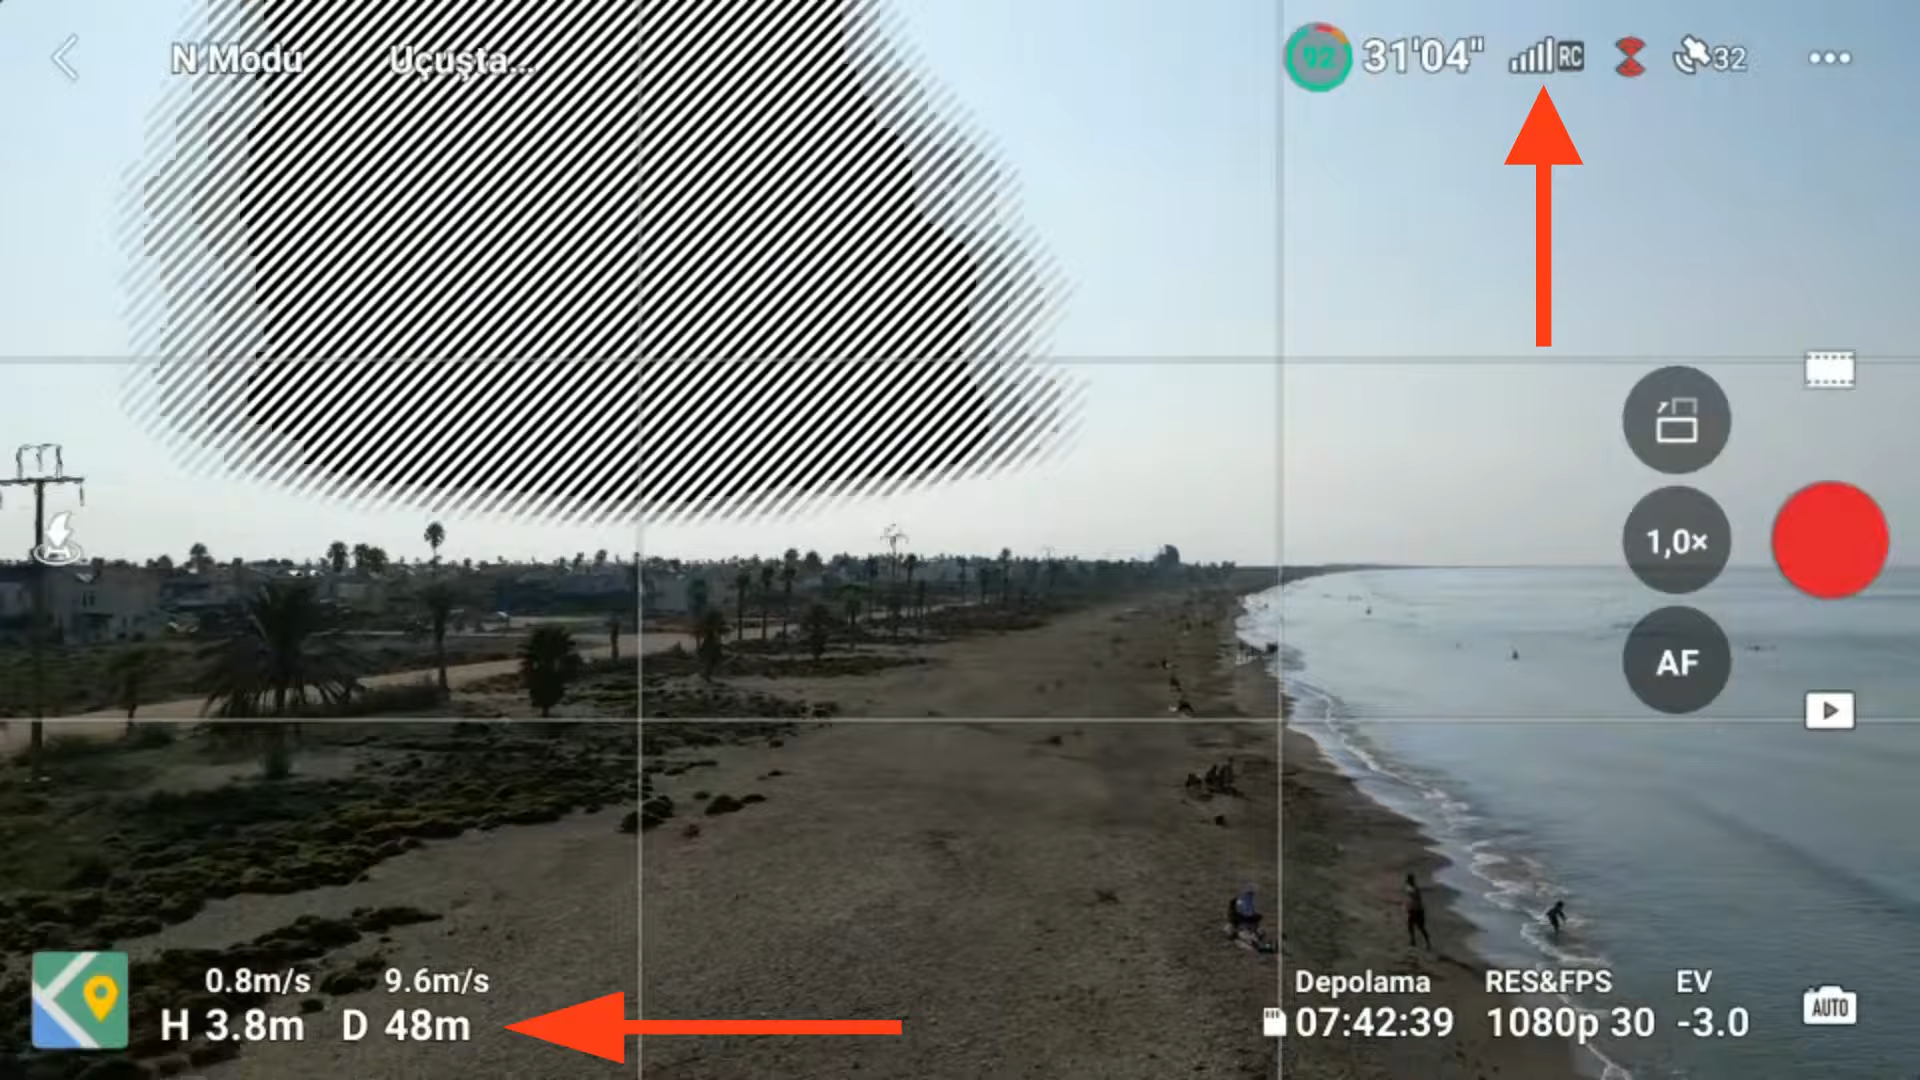 N Modu Uçuşta... 92 31'04" RC 32
1,0×
AF
0.8m/s 9.6m/s
H 3.8m D 48m
Depolama RES&FPS EV
07:42:39 1080p 30 -3.0
AUTO